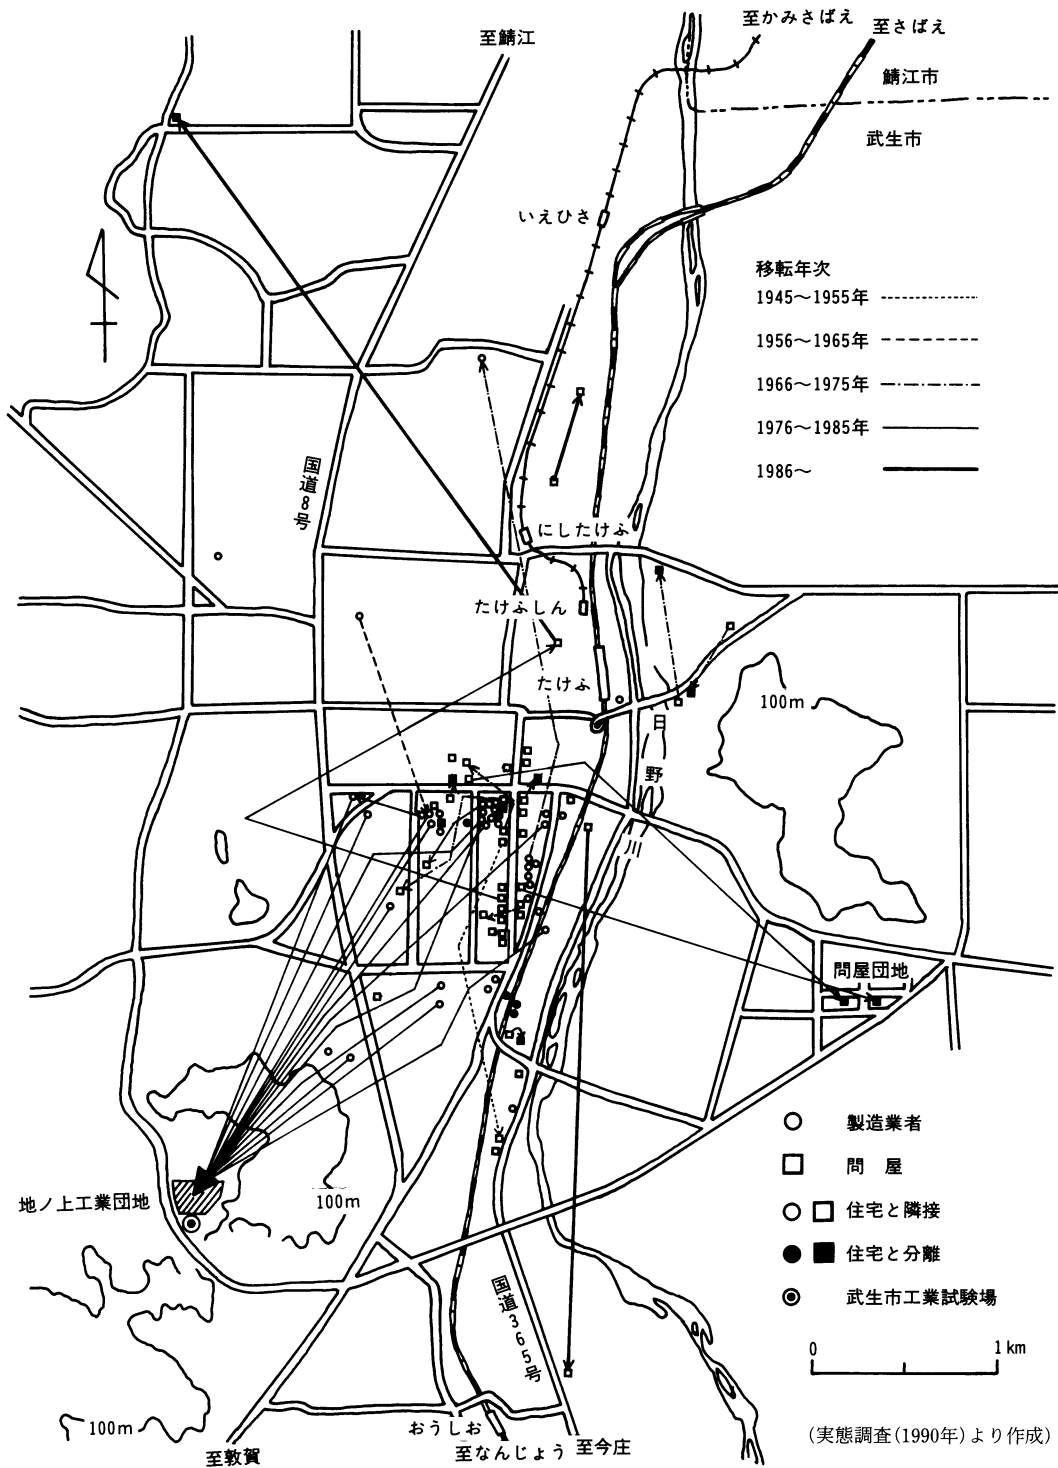 至かみさばえ
至さばえ
至鯖江
鯖江市
武生市
いえひさ
移転年次
1945〜1955年
1956〜1965年
1966〜1975年
1976〜1985年
1986〜
国道8号
にしたけふ
たけふしん
たけふ
100m
日野川
問屋団地
製造業者
問屋
住宅と隣接
住宅と分離
武生市工業試験場
地ノ上工業団地
100m
国道365号
0 1km
100m
おうしお
至敦賀
至なんじょう
至今庄
(実態調査(1990年)より作成)